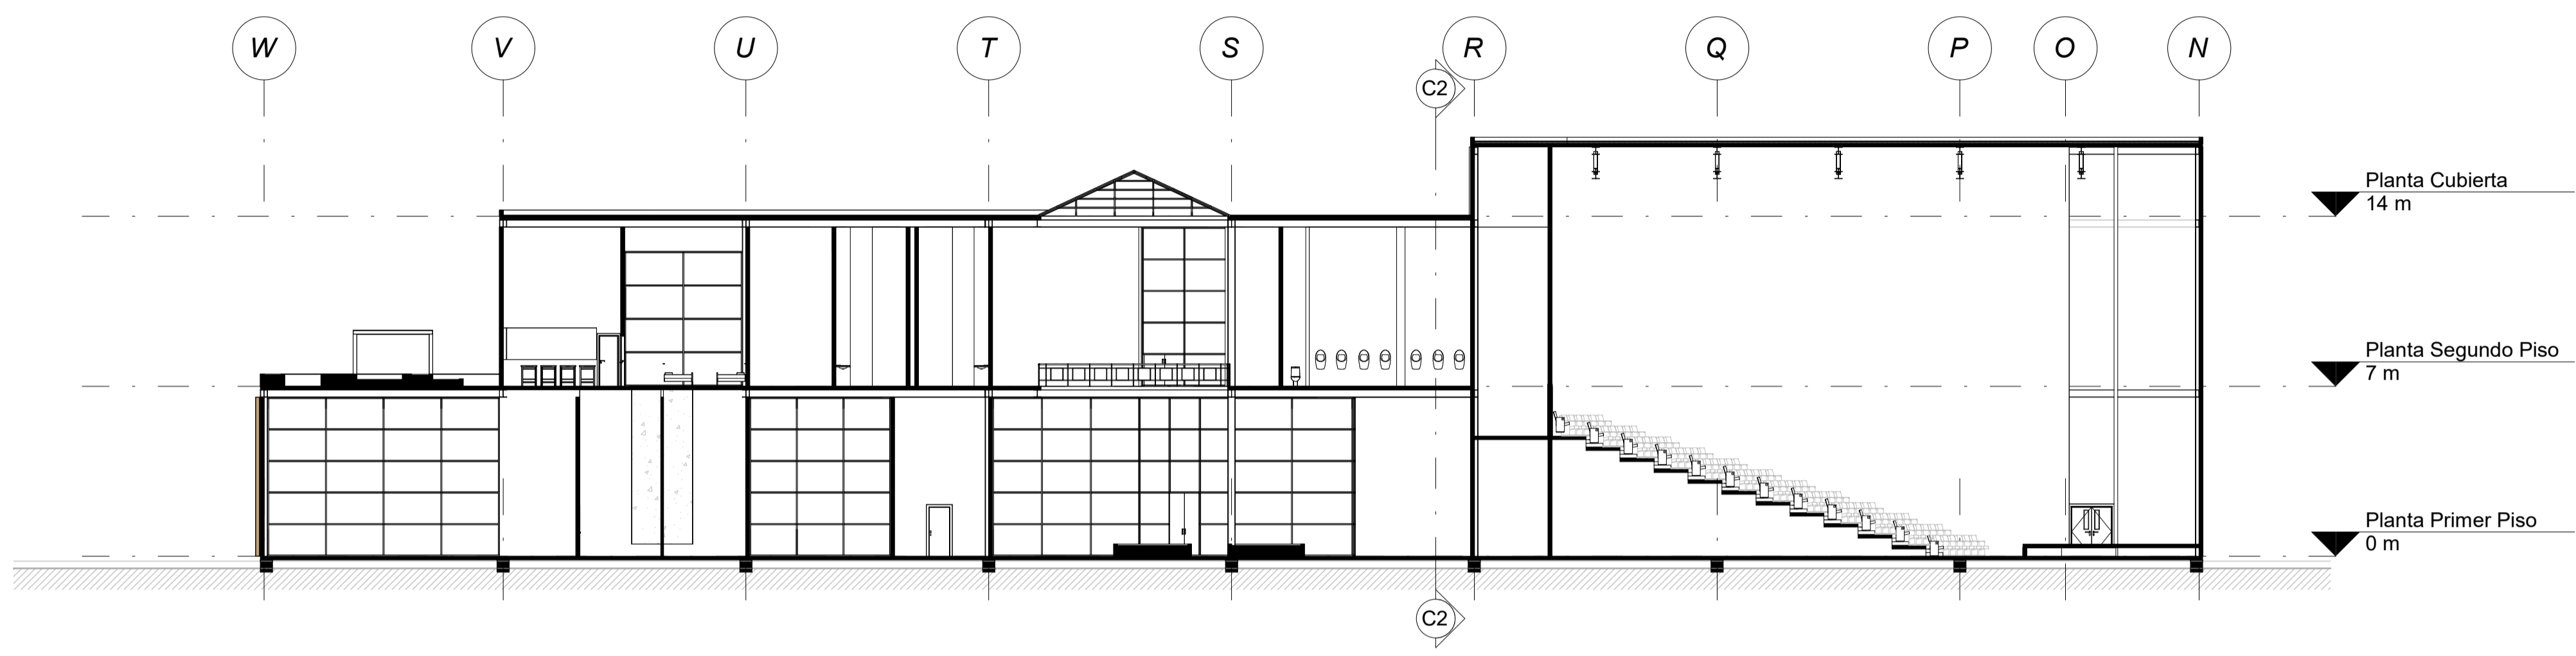 W V U T S R Q P O N
C2
Planta Cubierta
14 m
Planta Segundo Piso
7 m
Planta Primer Piso
0 m
C2